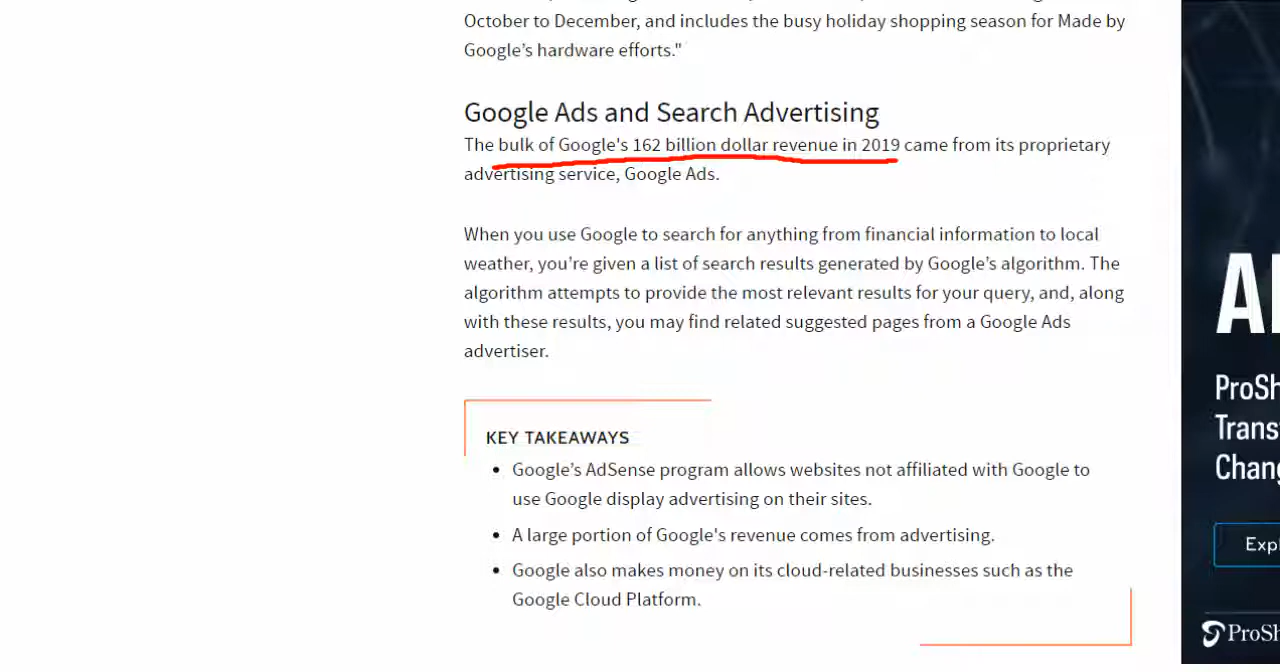 October to December, and includes the busy holiday shopping season for Made by
Google's hardware efforts."
Google Ads and Search Advertising
The bulk of Google's 162 billion dollar revenue in 2019 came from its proprietary
advertising service, Google Ads.
When you use Google to search for anything from financial information to local
weather, you're given a list of search results generated by Google's algorithm. The
algorithm attempts to provide the most relevant results for your query, and, along
with these results, you may find related suggested pages from a Google Ads
advertiser.
KEY TAKEAWAYS
• Google's AdSense program allows websites not affiliated with Google to
use Google display advertising on their sites.
• A large portion of Google's revenue comes from advertising.
• Google also makes money on its cloud-related businesses such as the
Google Cloud Platform.
ProSh
Trans
Chang
Expl
ProSh